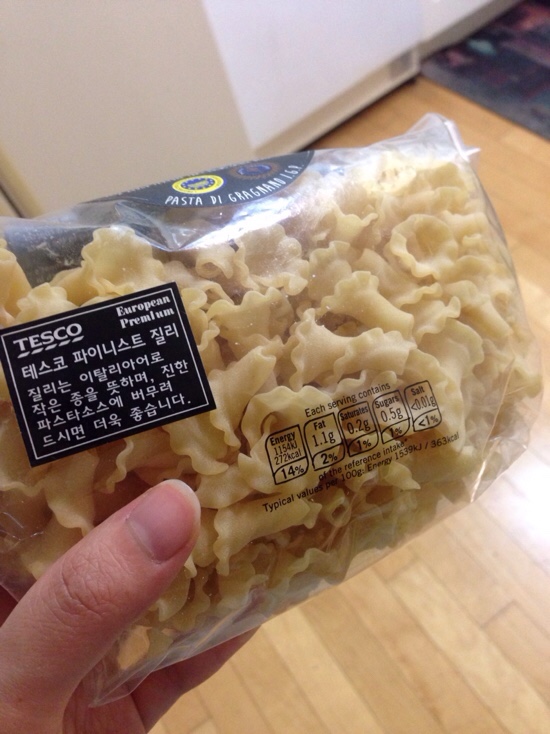 PASTA DI GRAGNANO I G P
TESCO
European
Premium
테스코 파이니스트 질리
질리는 이탈리아어로
작은 종을 뜻하며, 진한
파스타소스에 버무려
드시면 더욱 좋습니다.
Each serving contains
Energy
1154kJ
272kcal
14%
Fat
1.1g
2%
Saturates
0.2g
1%
Sugars
0.5g
1%
Salt
<0.01g
<1%
of the reference intake*
Typical values per 100g: Energy 1539kJ / 363kcal